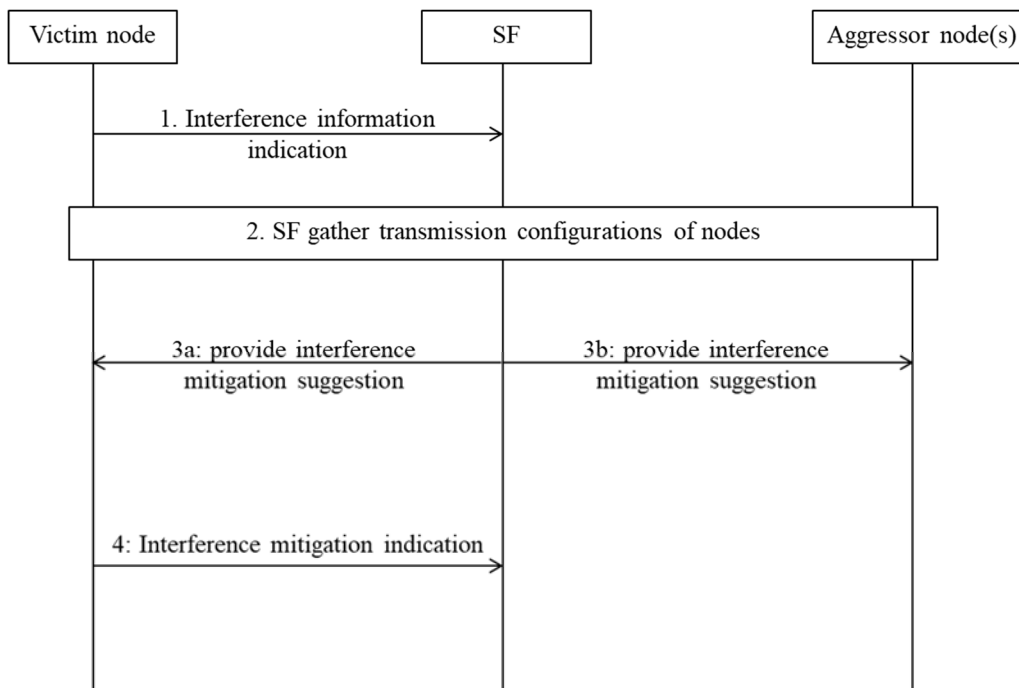 Victim node
SF
Aggressor node(s)
1. Interference information
indication
2. SF gather transmission configurations of nodes
3a: provide interference
mitigation suggestion
3b: provide interference
mitigation suggestion
4: Interference mitigation indication